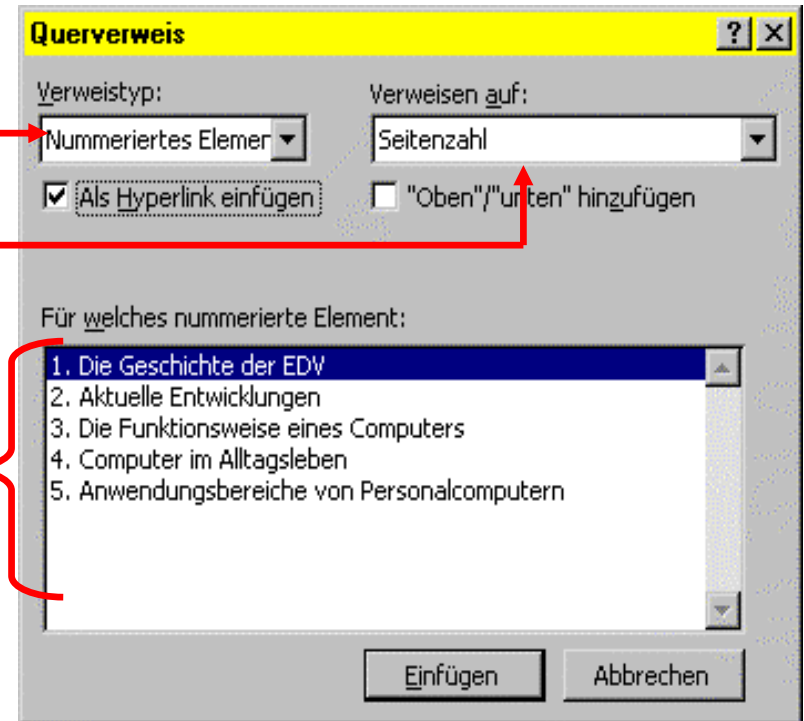 Querverweis
Verweistyp: Verweisen auf:
Nummeriertes Elemen Seitenzahl
Als Hyperlink einfügen "Oben"/"unten" hinzufügen
Für welches nummerierte Element:
1. Die Geschichte der EDV
2. Aktuelle Entwicklungen
3. Die Funktionsweise eines Computers
4. Computer im Alltagsleben
5. Anwendungsbereiche von Personalcomputern
Einfügen Abbrechen